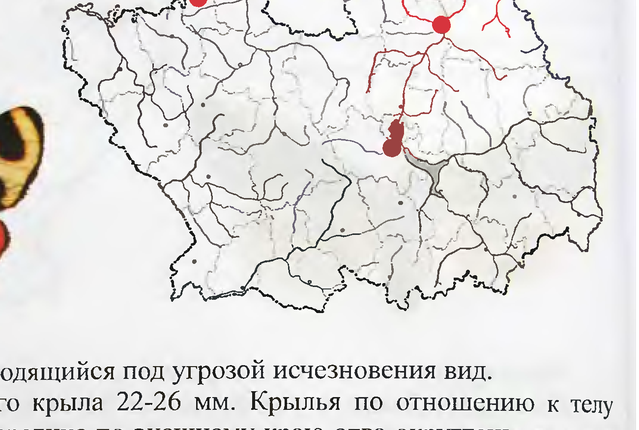 одящийся под угрозой исчезновения вид.
го крыла 22-26 мм. Крылья по отношению к телу